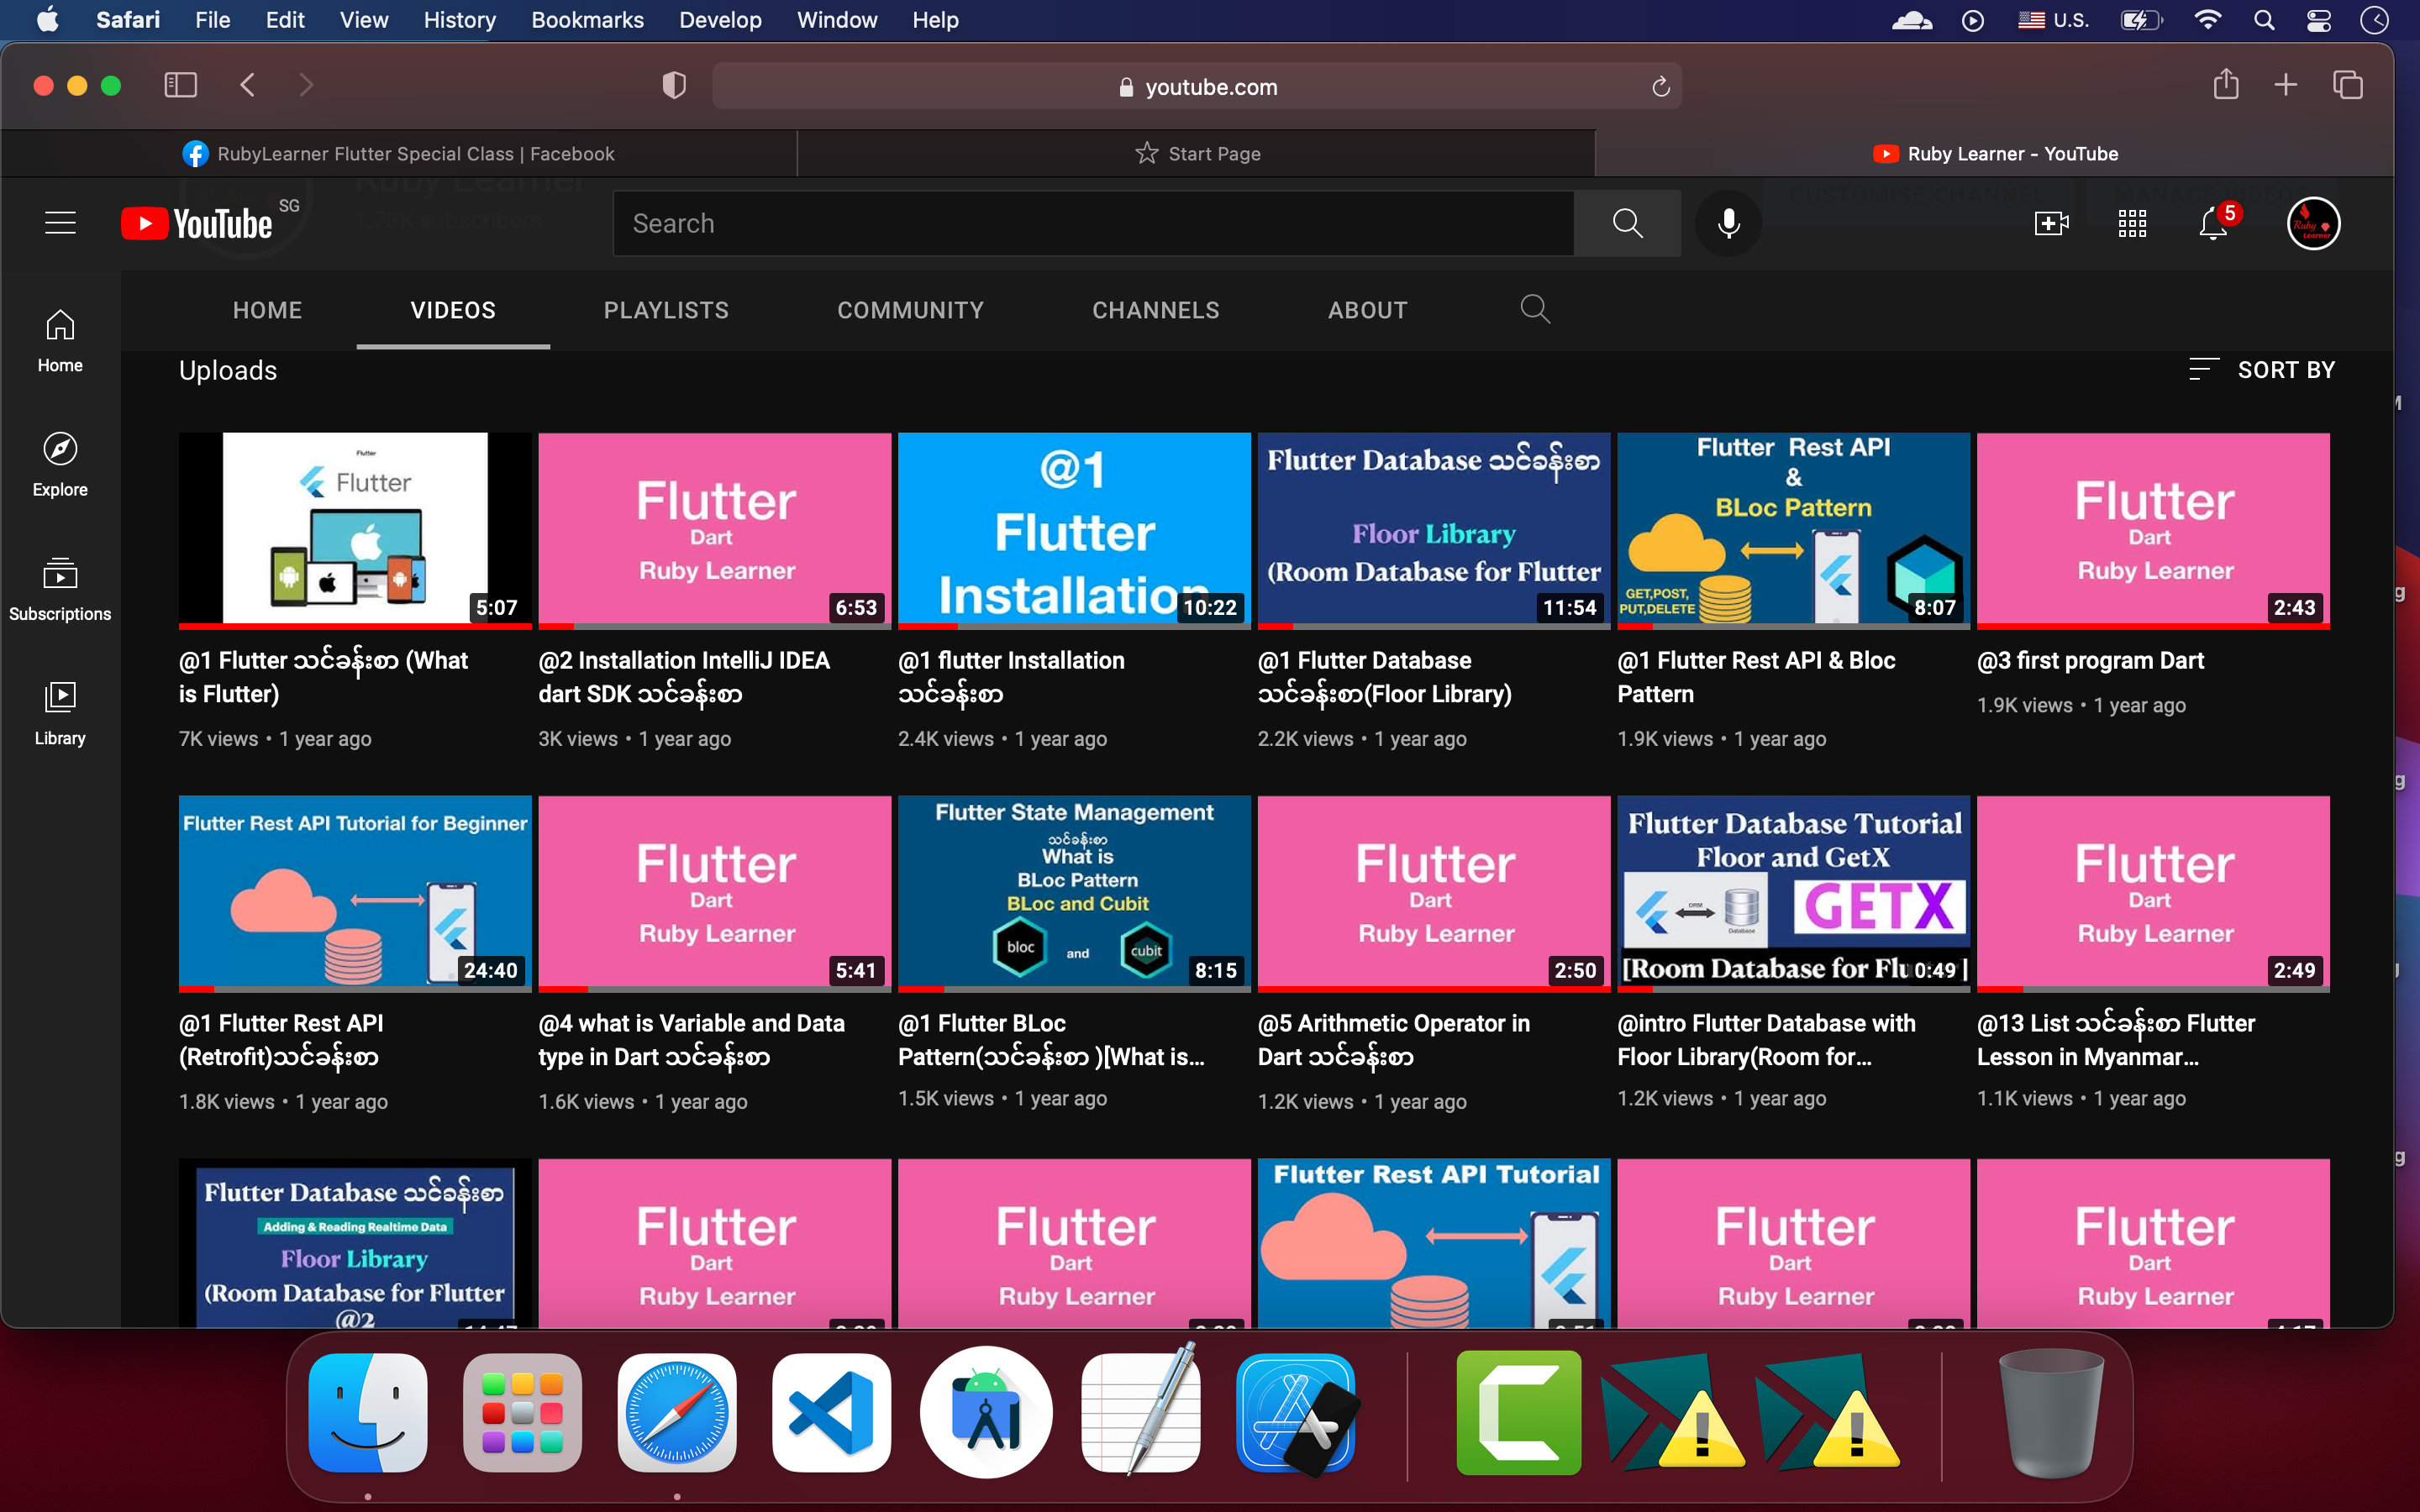 Safari File Edit View History Bookmarks Develop Window Help U.S.
youtube.com
RubyLearner Flutter Special Class | Facebook
Start Page
Ruby Learner - YouTube
Ruby Learner
1.73K subscribers
CUSTOMISE CHANNEL
YouTube SG
Search
5
HOME VIDEOS PLAYLISTS COMMUNITY CHANNELS ABOUT
Home
Explore
Subscriptions
Library
Uploads
SORT BY
Flutter
Flutter
5:07
Flutter
Dart
Ruby Learner
6:53
@1
Flutter
Installation
10:22
Flutter Database သင်ခန်းစာ
Floor Library
(Room Database for Flutter
11:54
Flutter Rest API
&
BLoc Pattern
GET,POST,
PUT,DELETE
8:07
Flutter
Dart
Ruby Learner
2:43
@1 Flutter သင်ခန်းစာ (What
is Flutter)
7K views • 1 year ago
@2 Installation IntelliJ IDEA
dart SDK သင်ခန်းစာ
3K views • 1 year ago
@1 flutter Installation
သင်ခန်းစာ
2.4K views • 1 year ago
@1 Flutter Database
သင်ခန်းစာ(Floor Library)
2.2K views • 1 year ago
@1 Flutter Rest API & Bloc
Pattern
1.9K views • 1 year ago
@3 first program Dart
1.9K views • 1 year ago
Flutter Rest API Tutorial for Beginner
24:40
Flutter
Dart
Ruby Learner
5:41
Flutter State Management
သင်ခန်းစာ
What is
BLoc Pattern
BLoc and Cubit
bloc and cubit
8:15
Flutter
Dart
Ruby Learner
2:50
Flutter Database Tutorial
Floor and GetX
ORM
Database
GETX
[Room Database for Flutter]
0:49
Flutter
Dart
Ruby Learner
2:49
@1 Flutter Rest API
(Retrofit)သင်ခန်းစာ
1.8K views • 1 year ago
@4 what is Variable and Data
type in Dart သင်ခန်းစာ
1.6K views • 1 year ago
@1 Flutter BLoc
Pattern(သင်ခန်းစာ )[What is...
1.5K views • 1 year ago
@5 Arithmetic Operator in
Dart သင်ခန်းစာ
1.2K views • 1 year ago
@intro Flutter Database with
Floor Library(Room for...
1.2K views • 1 year ago
@13 List သင်ခန်းစာ Flutter
Lesson in Myanmar...
1.1K views • 1 year ago
Flutter Database သင်ခန်းစာ
Adding & Reading Realtime Data
Floor Library
(Room Database for Flutter
@2
Flutter
Dart
Ruby Learner
Flutter
Dart
Ruby Learner
Flutter Rest API Tutorial
Flutter
Dart
Ruby Learner
Flutter
Dart
Ruby Learner